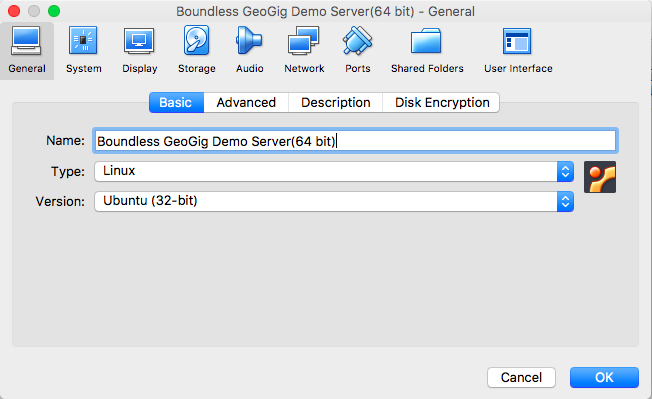 Boundless GeoGig Demo Server(64 bit) - General
General System Display Storage Audio Network Ports Shared Folders User Interface
Basic Advanced Description Disk Encryption
Name: Boundless GeoGig Demo Server(64 bit)
Type: Linux
Version: Ubuntu (32-bit)
Cancel OK